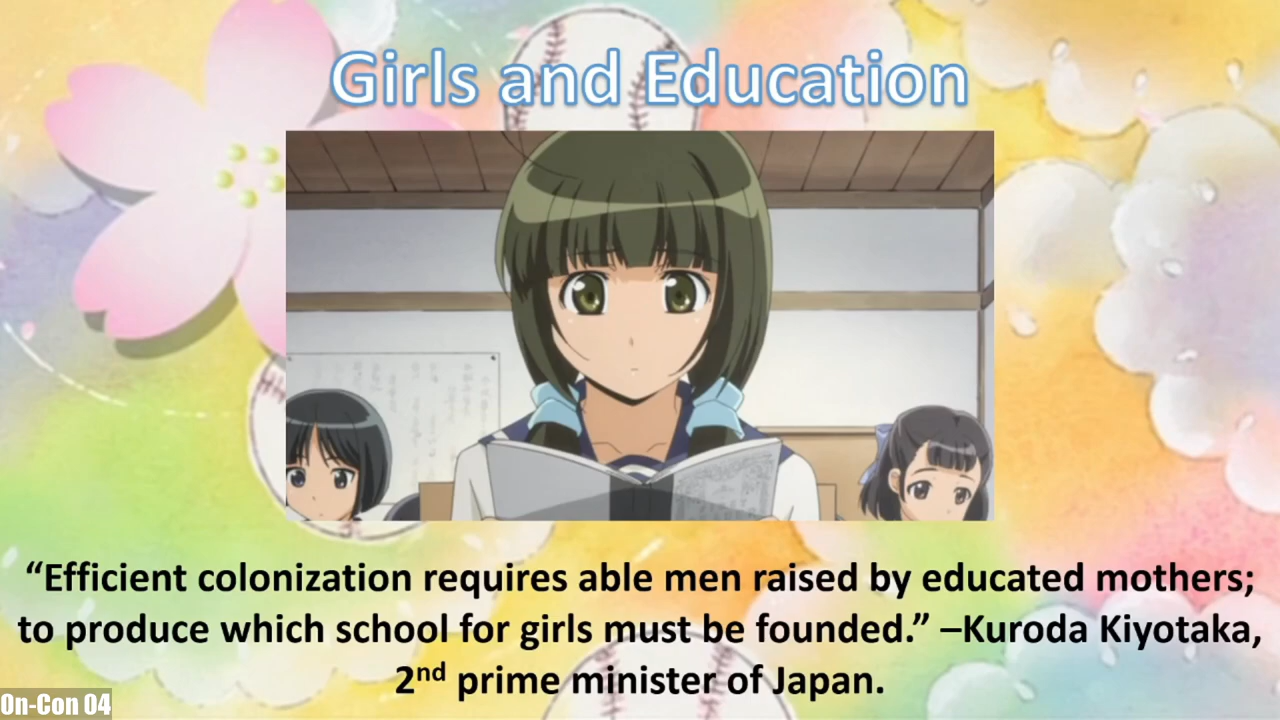 Girls and Education
“Efficient colonization requires able men raised by educated mothers;
to produce which school for girls must be founded.” –Kuroda Kiyotaka,
2nd prime minister of Japan.
On-Con 04